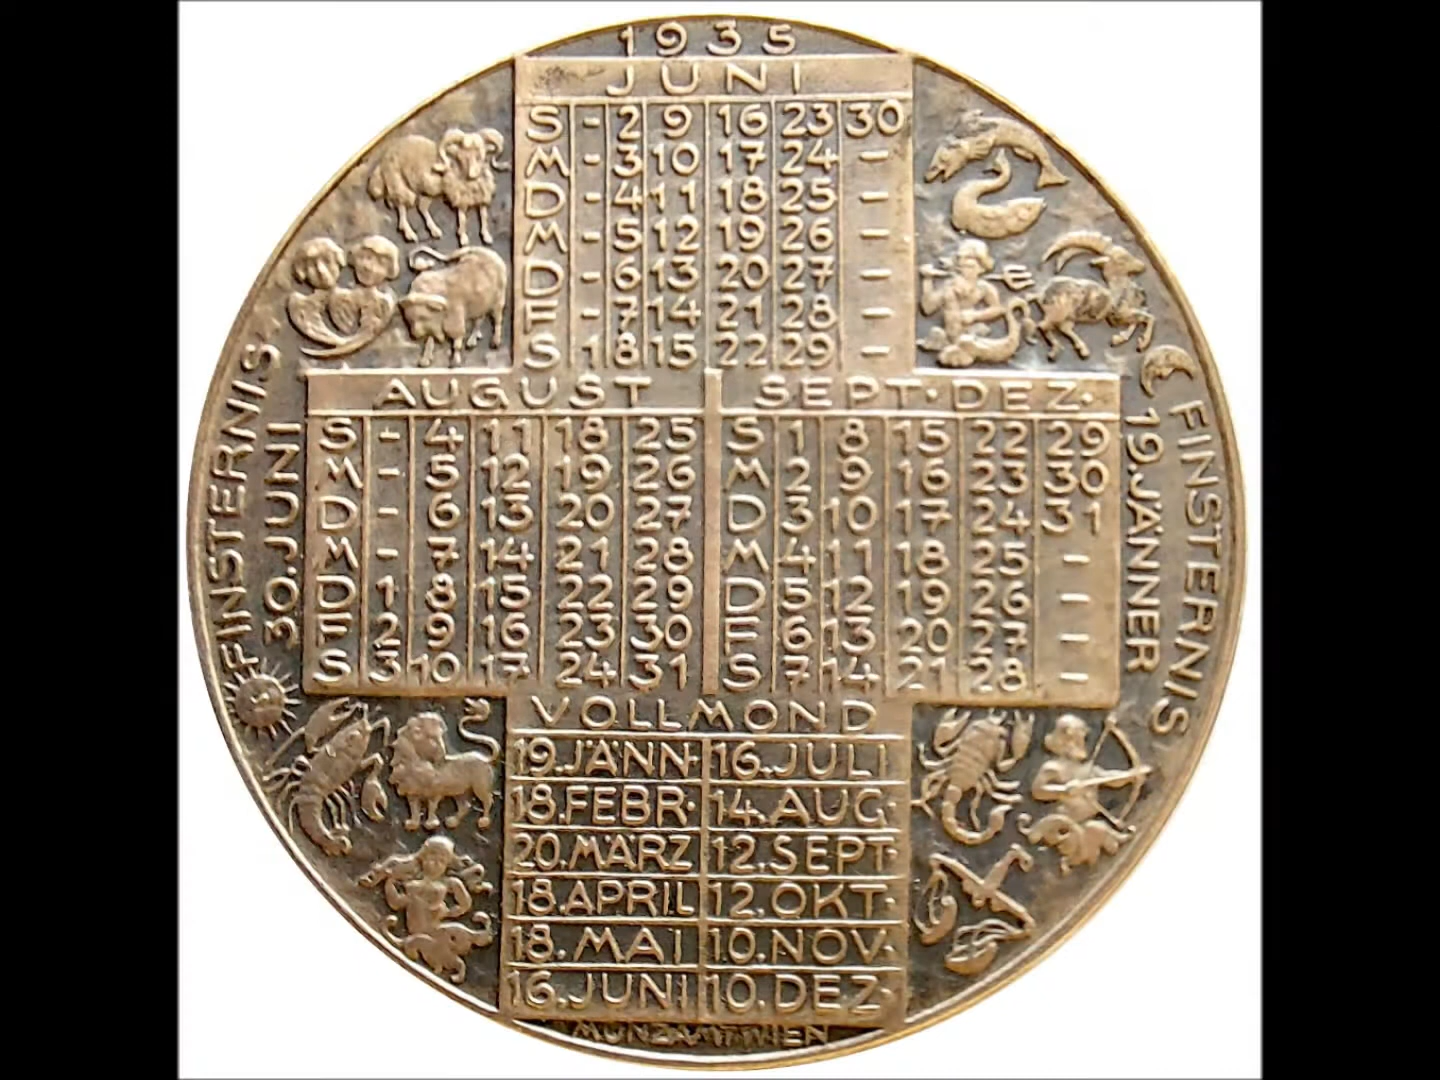 1935
JUNI
S - 2 9 16 23 30
M - 3 10 17 24 -
D - 4 11 18 25 -
M - 5 12 19 26 -
D - 6 13 20 27 -
F - 7 14 21 28 -
S 1 8 15 22 29 -
FINSTERNIS
30.JUNI
AUGUST
S - 4 11 18 25
M - 5 12 19 26
D - 6 13 20 27
M - 7 14 21 28
D 1 8 15 22 29
F 2 9 16 23 30
S 3 10 17 24 31
SEPT·DEZ·
S 1 8 15 22 29
M 2 9 16 23 30
D 3 10 17 24 31
M 4 11 18 25 -
D 5 12 19 26 -
F 6 13 20 27 -
S 7 14 21 28 -
FINSTERNIS
19.JÄNNER
VOLLMOND
19.JÄNN· 16.JULI
18.FEBR· 14.AUG·
20.MÄRZ 12.SEPT·
18.APRIL 12.OKT·
18.MAI 10.NOV·
16.JUNI 10.DEZ·
MÜNZAMT WIEN